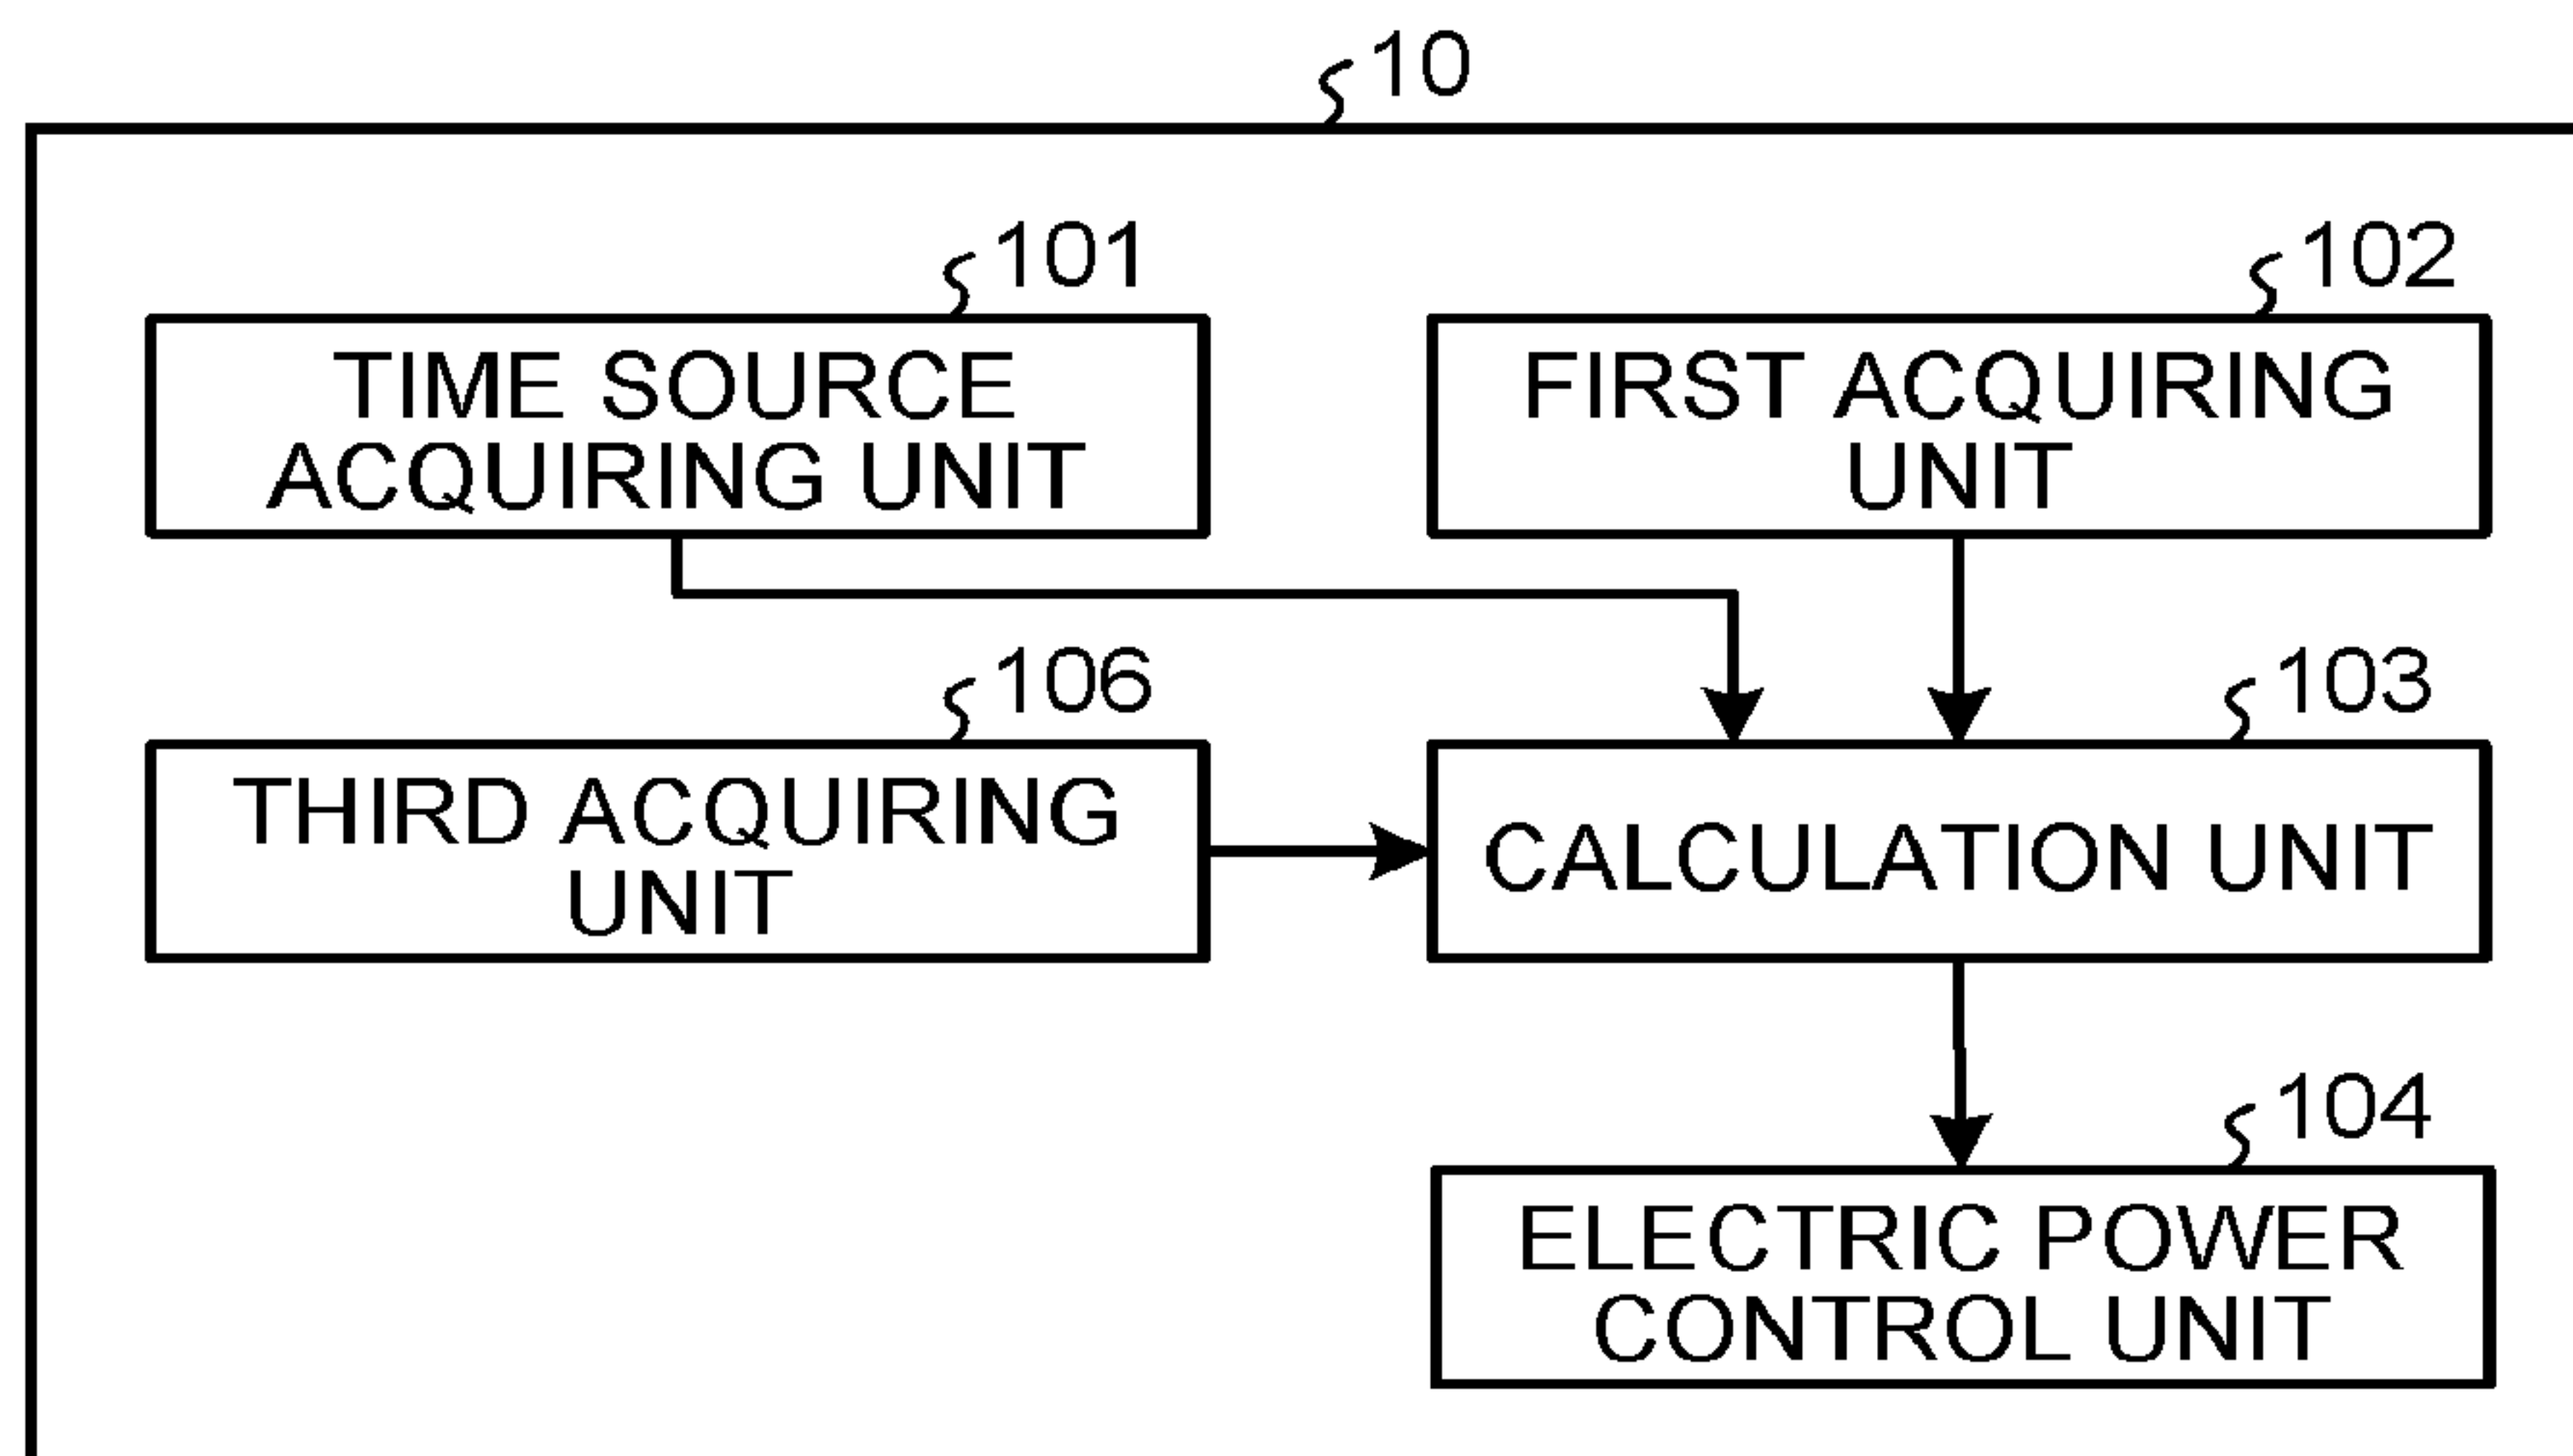 10
101
102
TIME SOURCE
ACQUIRING UNIT
FIRST ACQUIRING
UNIT
106
103
THIRD ACQUIRING
UNIT
CALCULATION UNIT
104
ELECTRIC POWER
CONTROL UNIT